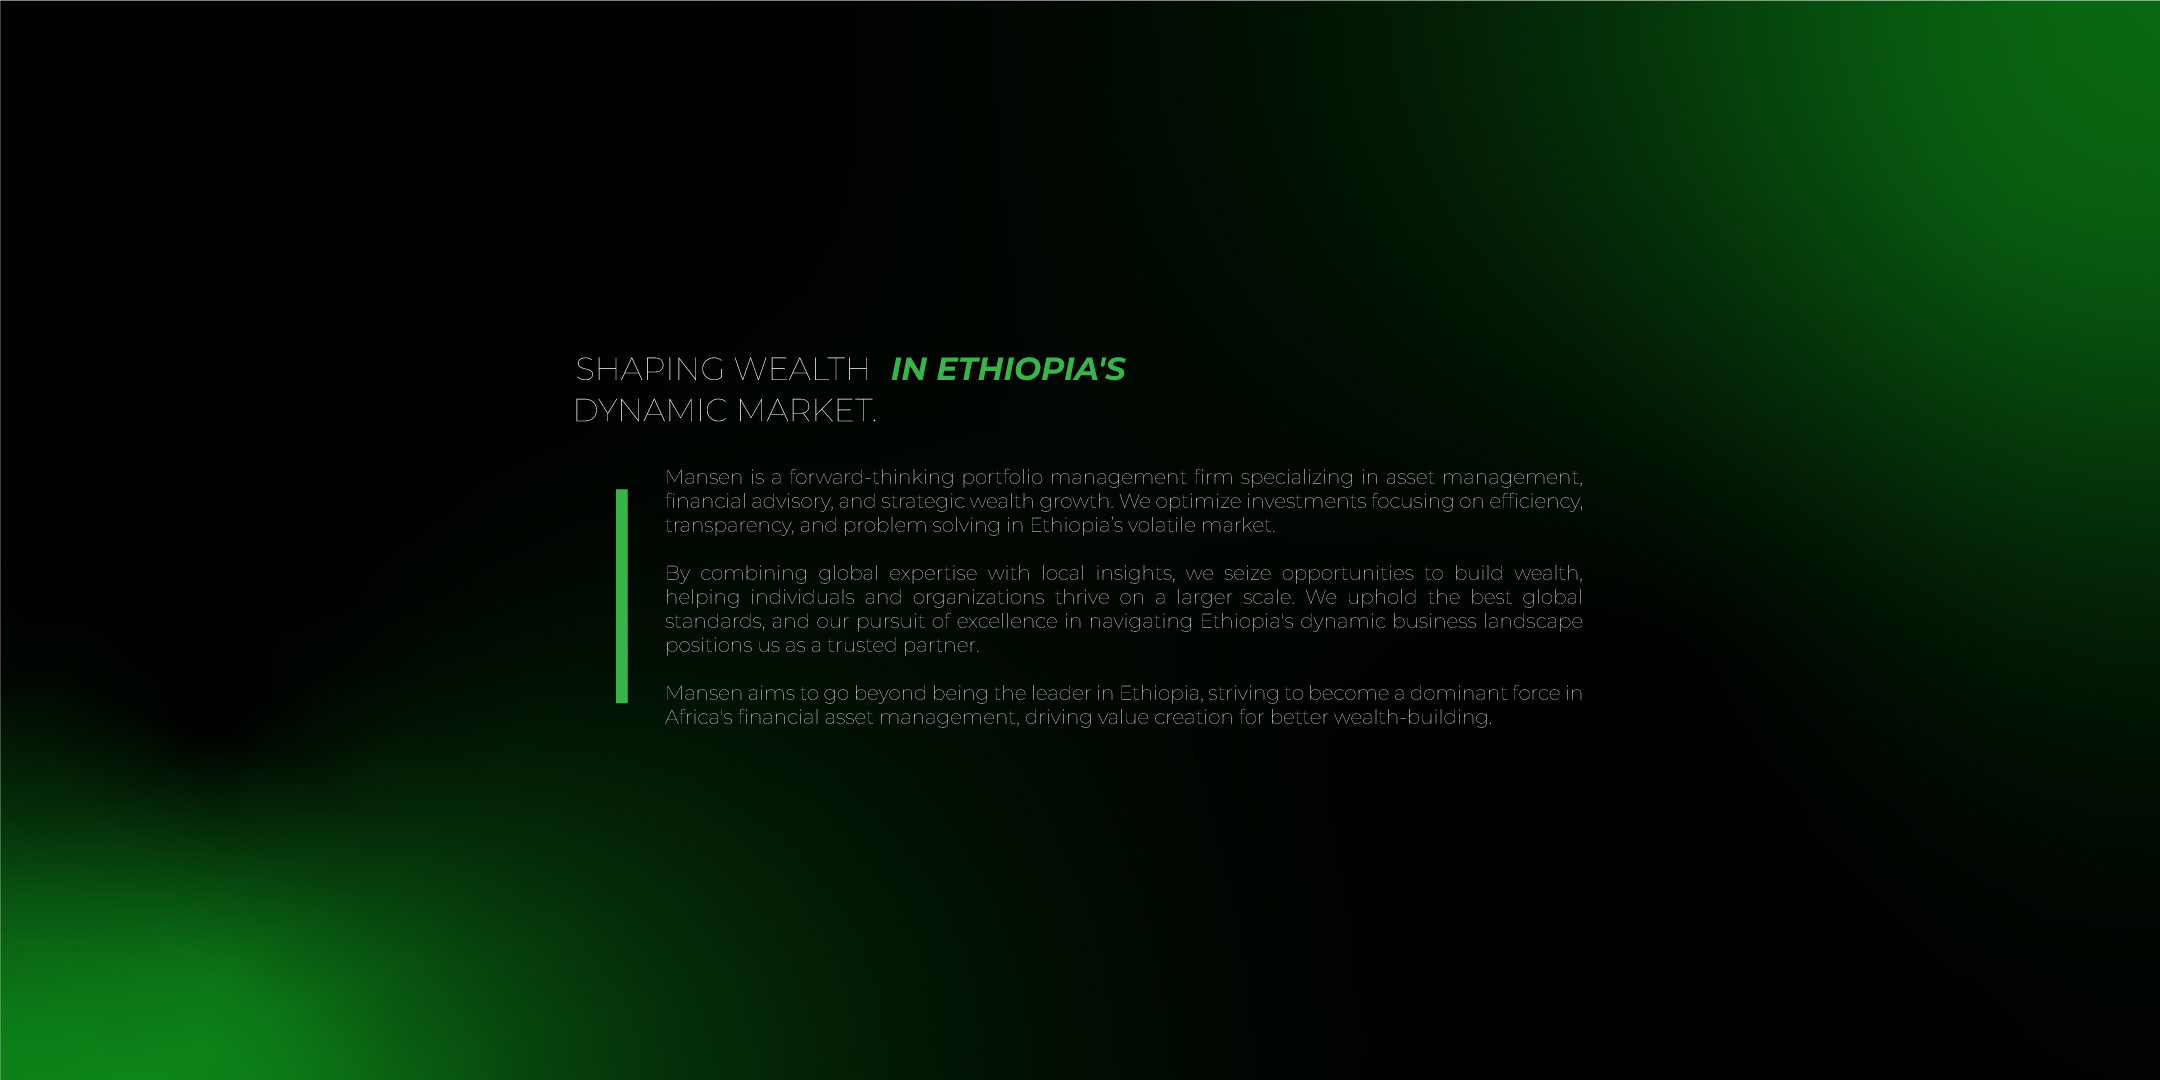 SHAPING WEALTH IN ETHIOPIA'S
DYNAMIC MARKET.
Mansen is a forward-thinking portfolio management firm specializing in asset management,
financial advisory, and strategic wealth growth. We optimize investments focusing on efficiency,
transparency, and problem solving in Ethiopia’s volatile market.
By combining global expertise with local insights, we seize opportunities to build wealth,
helping individuals and organizations thrive on a larger scale. We uphold the best global
standards, and our pursuit of excellence in navigating Ethiopia's dynamic business landscape
positions us as a trusted partner.
Mansen aims to go beyond being the leader in Ethiopia, striving to become a dominant force in
Africa's financial asset management, driving value creation for better wealth-building.